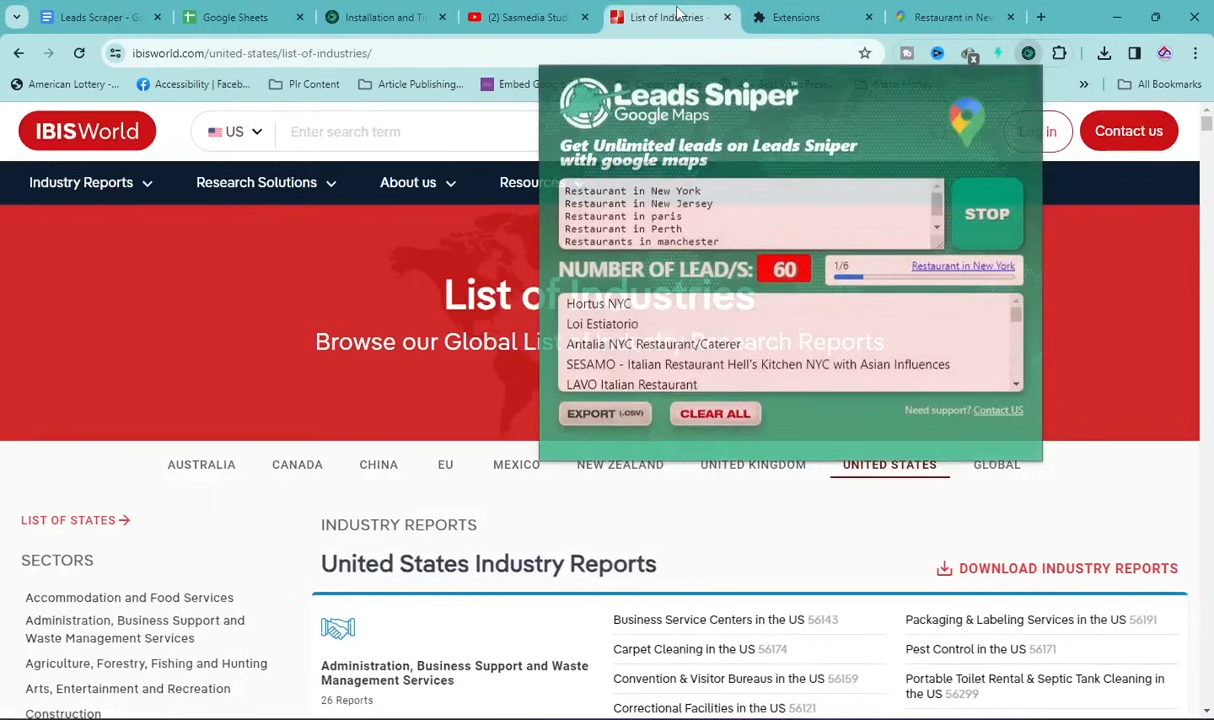 Leads Scraper - G
Google Sheets
Installation and Ti
(2) Sasmedia Stud
List of Industries -
Extensions
Restaurant in New
ibisworld.com/united-states/list-of-industries/
American Lottery -...
Accessibility | Faceb...
Plr Content
Article Publishing...
Embed Goo
All Bookmarks
IBISWorld
US
Enter search term
Log in
Contact us
Industry Reports
Research Solutions
About us
Resour
Leads Sniper
Google Maps
Get Unlimited leads on Leads Sniper
with google maps
Restaurant in New York
Restaurant in New Jersey
Restaurant in paris
Restaurant in Perth
Restaurants in manchester
STOP
NUMBER OF LEAD/S: 60
1/6
Restaurant in New York
Hortus NYC
Loi Estiatorio
Antalia NYC Restaurant/Caterer
SESAMO - Italian Restaurant Hell's Kitchen NYC with Asian Influences
LAVO Italian Restaurant
EXPORT (.CSV)
CLEAR ALL
Need support? Contact US
List of Industries
Browse our Global List of Industry Research Reports
AUSTRALIA
CANADA
CHINA
EU
MEXICO
NEW ZEALAND
UNITED KINGDOM
UNITED STATES
GLOBAL
LIST OF STATES
SECTORS
Accommodation and Food Services
Administration, Business Support and
Waste Management Services
Agriculture, Forestry, Fishing and Hunting
Arts, Entertainment and Recreation
Construction
INDUSTRY REPORTS
United States Industry Reports
DOWNLOAD INDUSTRY REPORTS
Administration, Business Support and Waste
Management Services
26 Reports
Business Service Centers in the US 56143
Carpet Cleaning in the US 56174
Convention & Visitor Bureaus in the US 56159
Correctional Facilities in the US 56121
Packaging & Labeling Services in the US 56191
Pest Control in the US 56171
Portable Toilet Rental & Septic Tank Cleaning in
the US 56299